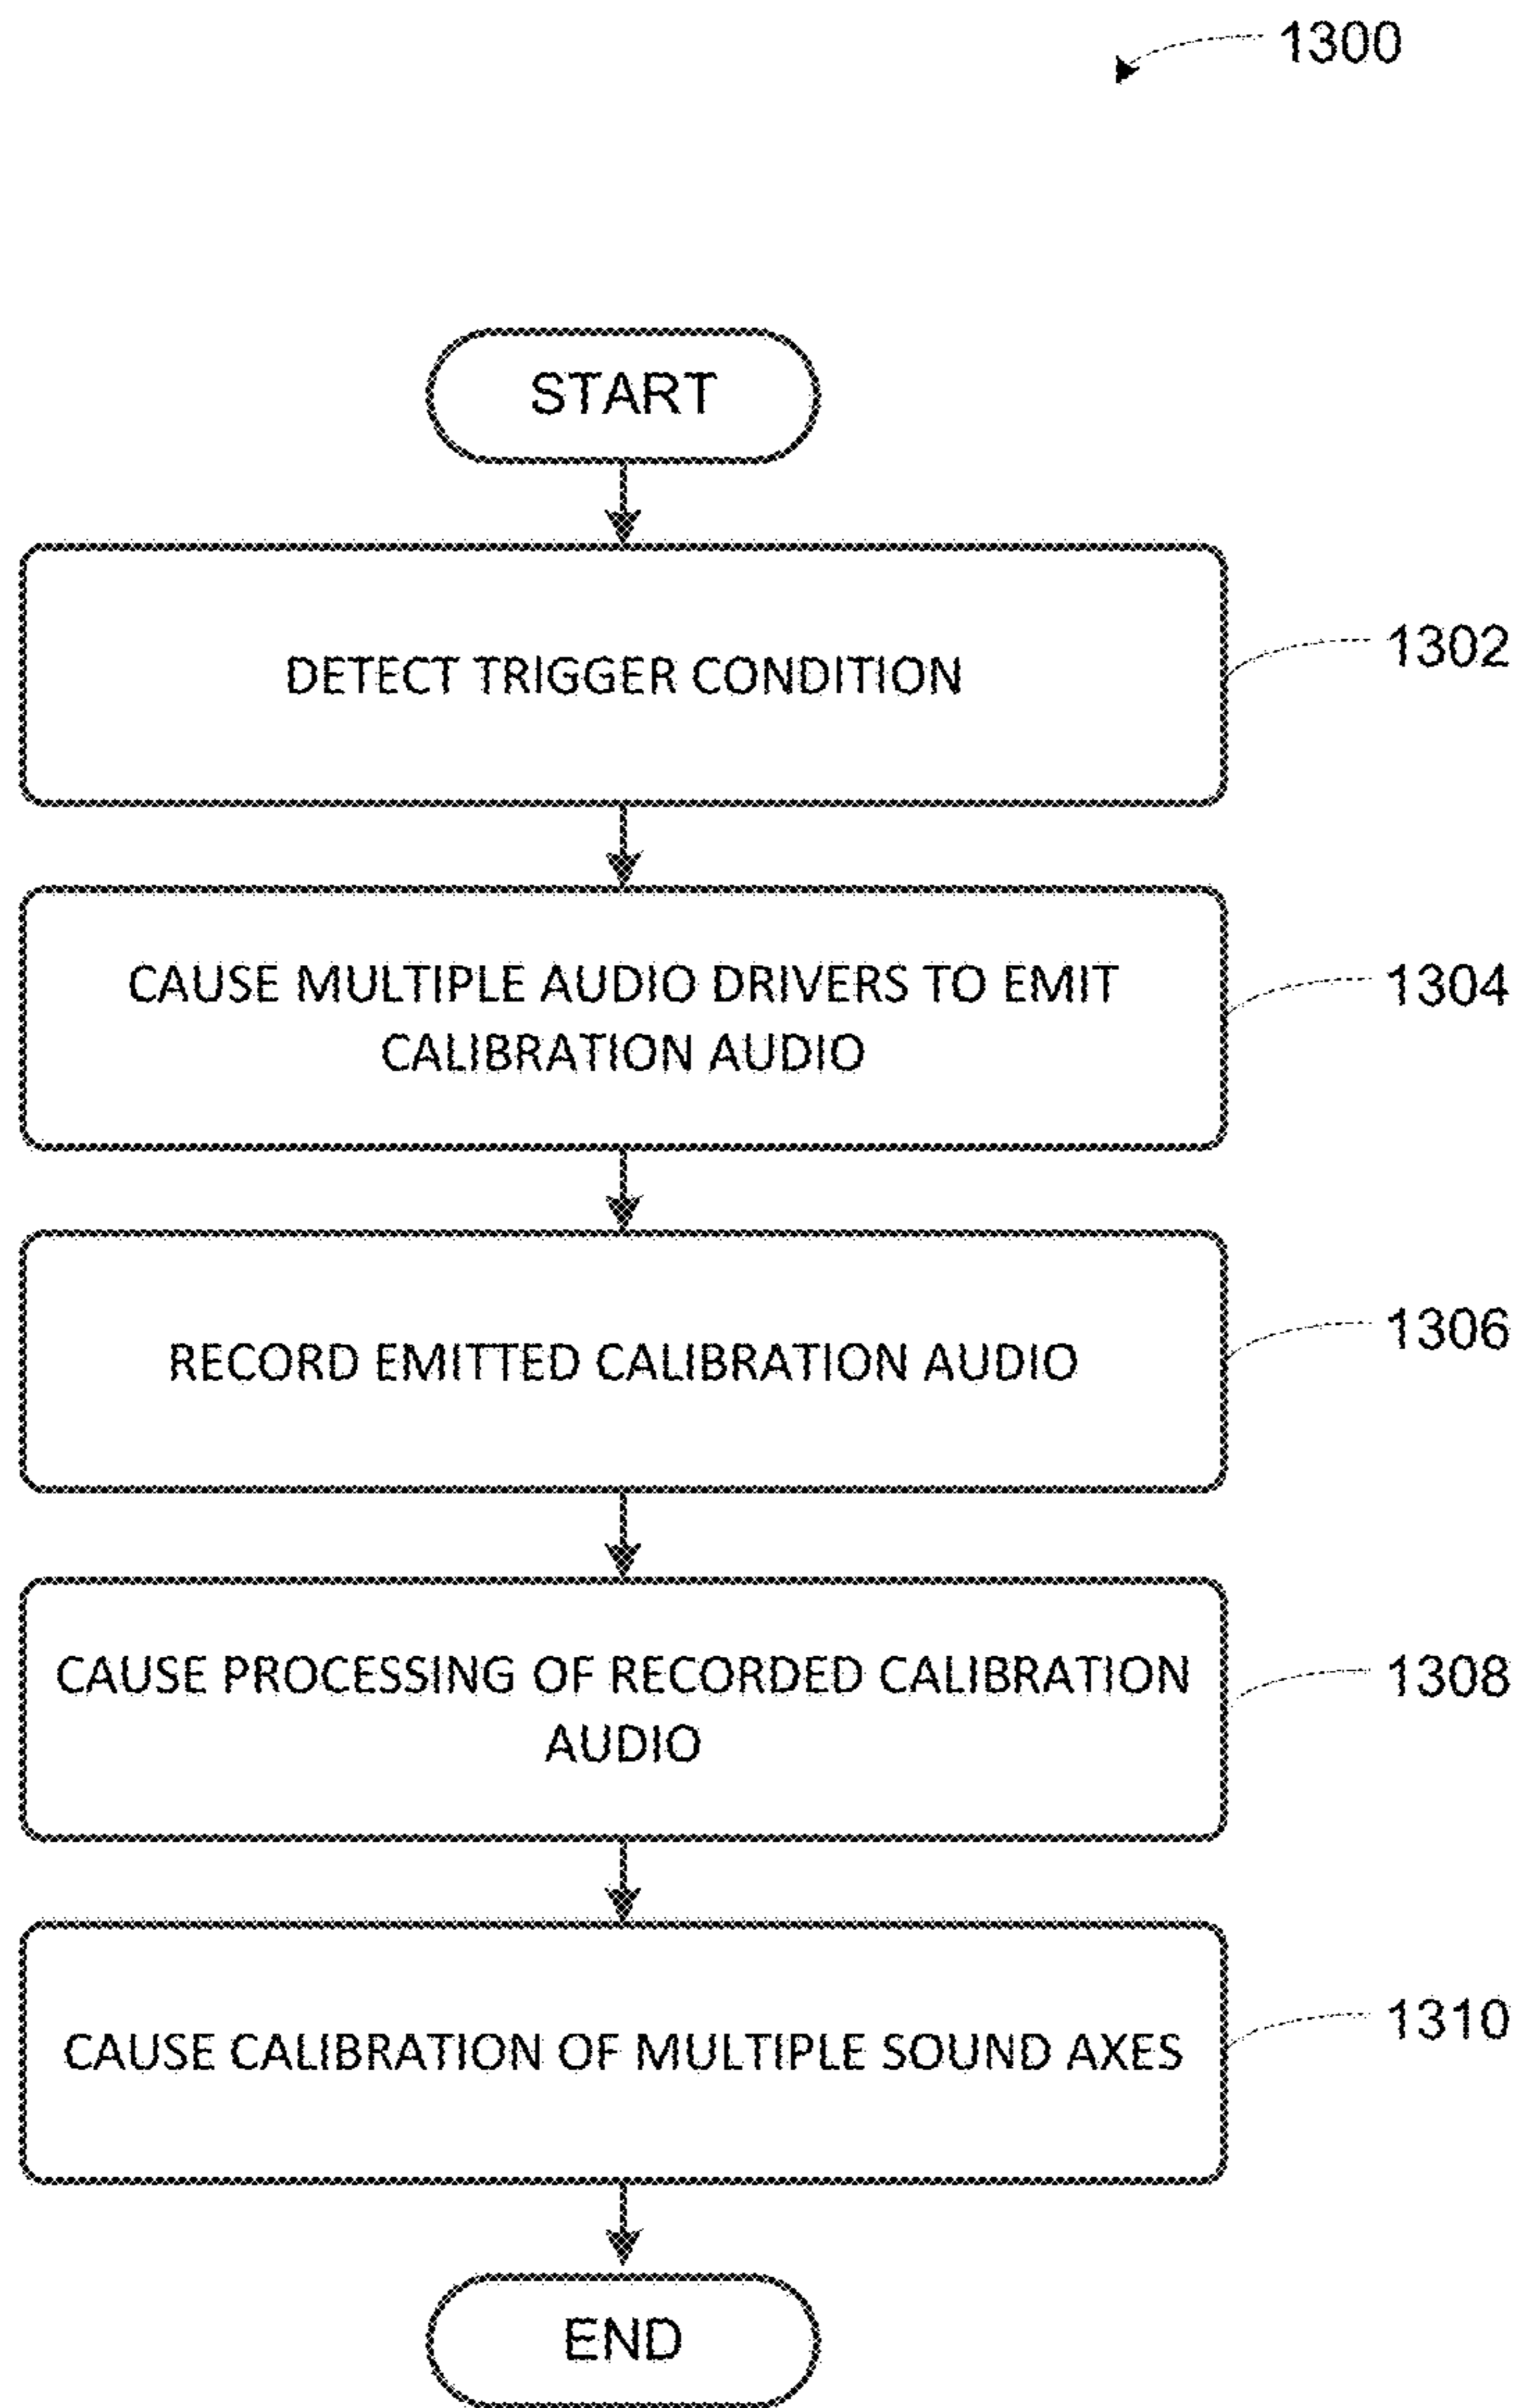 1300
START
DETECT TRIGGER CONDITION
1302
CAUSE MULTIPLE AUDIO DRIVERS TO EMIT
CALIBRATION AUDIO
1304
RECORD EMITTED CALIBRATION AUDIO
1306
CAUSE PROCESSING OF RECORDED CALIBRATION
AUDIO
1308
CAUSE CALIBRATION OF MULTIPLE SOUND AXES
1310
END